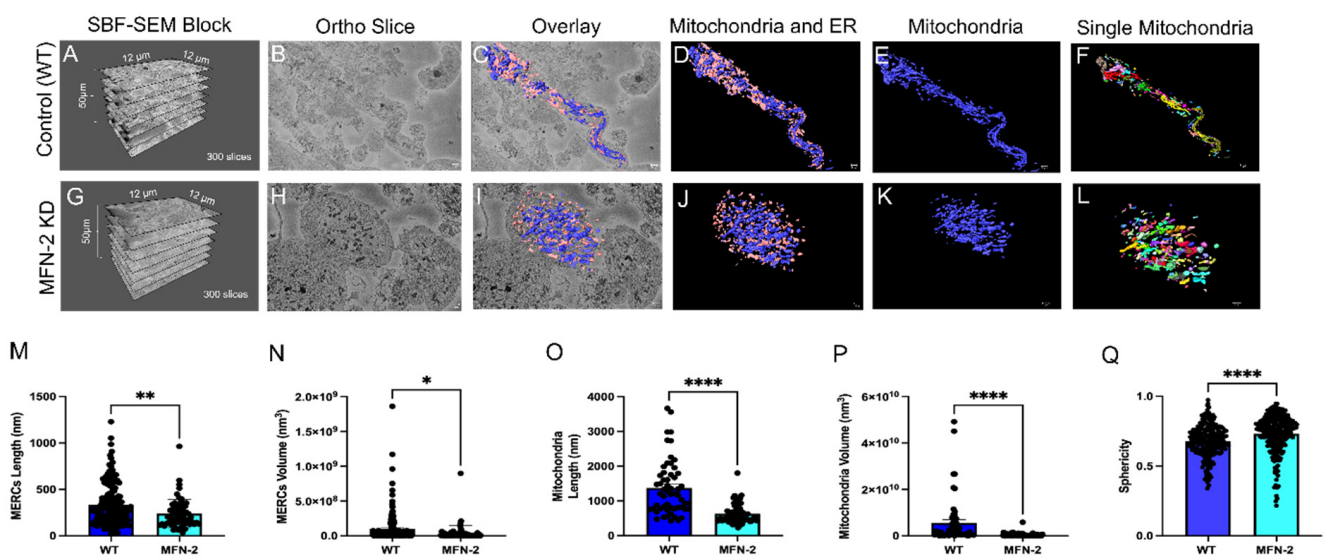 SBF-SEM Block
Ortho Slice
Overlay
Mitochondria and ER
Mitochondria
Single Mitochondria
Control (WT)
A
12 µm
12 µm
50µm
300 slices
B
C
D
E
F
MFN-2 KD
G
12 µm
12 µm
50µm
300 slices
H
I
J
K
L
M
**
MERCs Length (nm)
1500
1000
500
0
WT
MFN-2
N
*
MERCs Volume (nm³)
2.0×10⁹
1.5×10⁹
1.0×10⁹
5.0×10⁸
0.0
WT
MFN-2
O
****
Mitochondria
Length (nm)
4000
3000
2000
1000
0
WT
MFN-2
P
****
Mitochondria Volume (nm³)
6×10¹⁰
4×10¹⁰
2×10¹⁰
0
WT
MFN-2
Q
****
Sphericity
1.0
0.5
0.0
WT
MFN-2